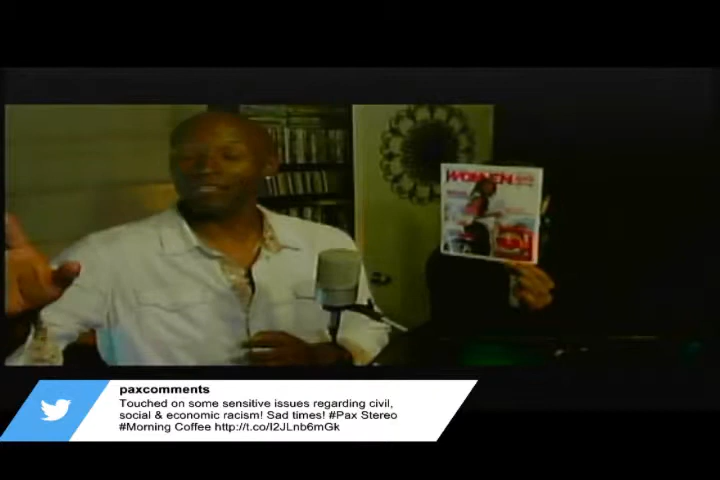 WOMEN
paxcomments
Touched on some sensitive issues regarding civil,
social & economic racism! Sad times! #Pax Stereo
#Morning Coffee http://t.co/I2JLnb6mGk